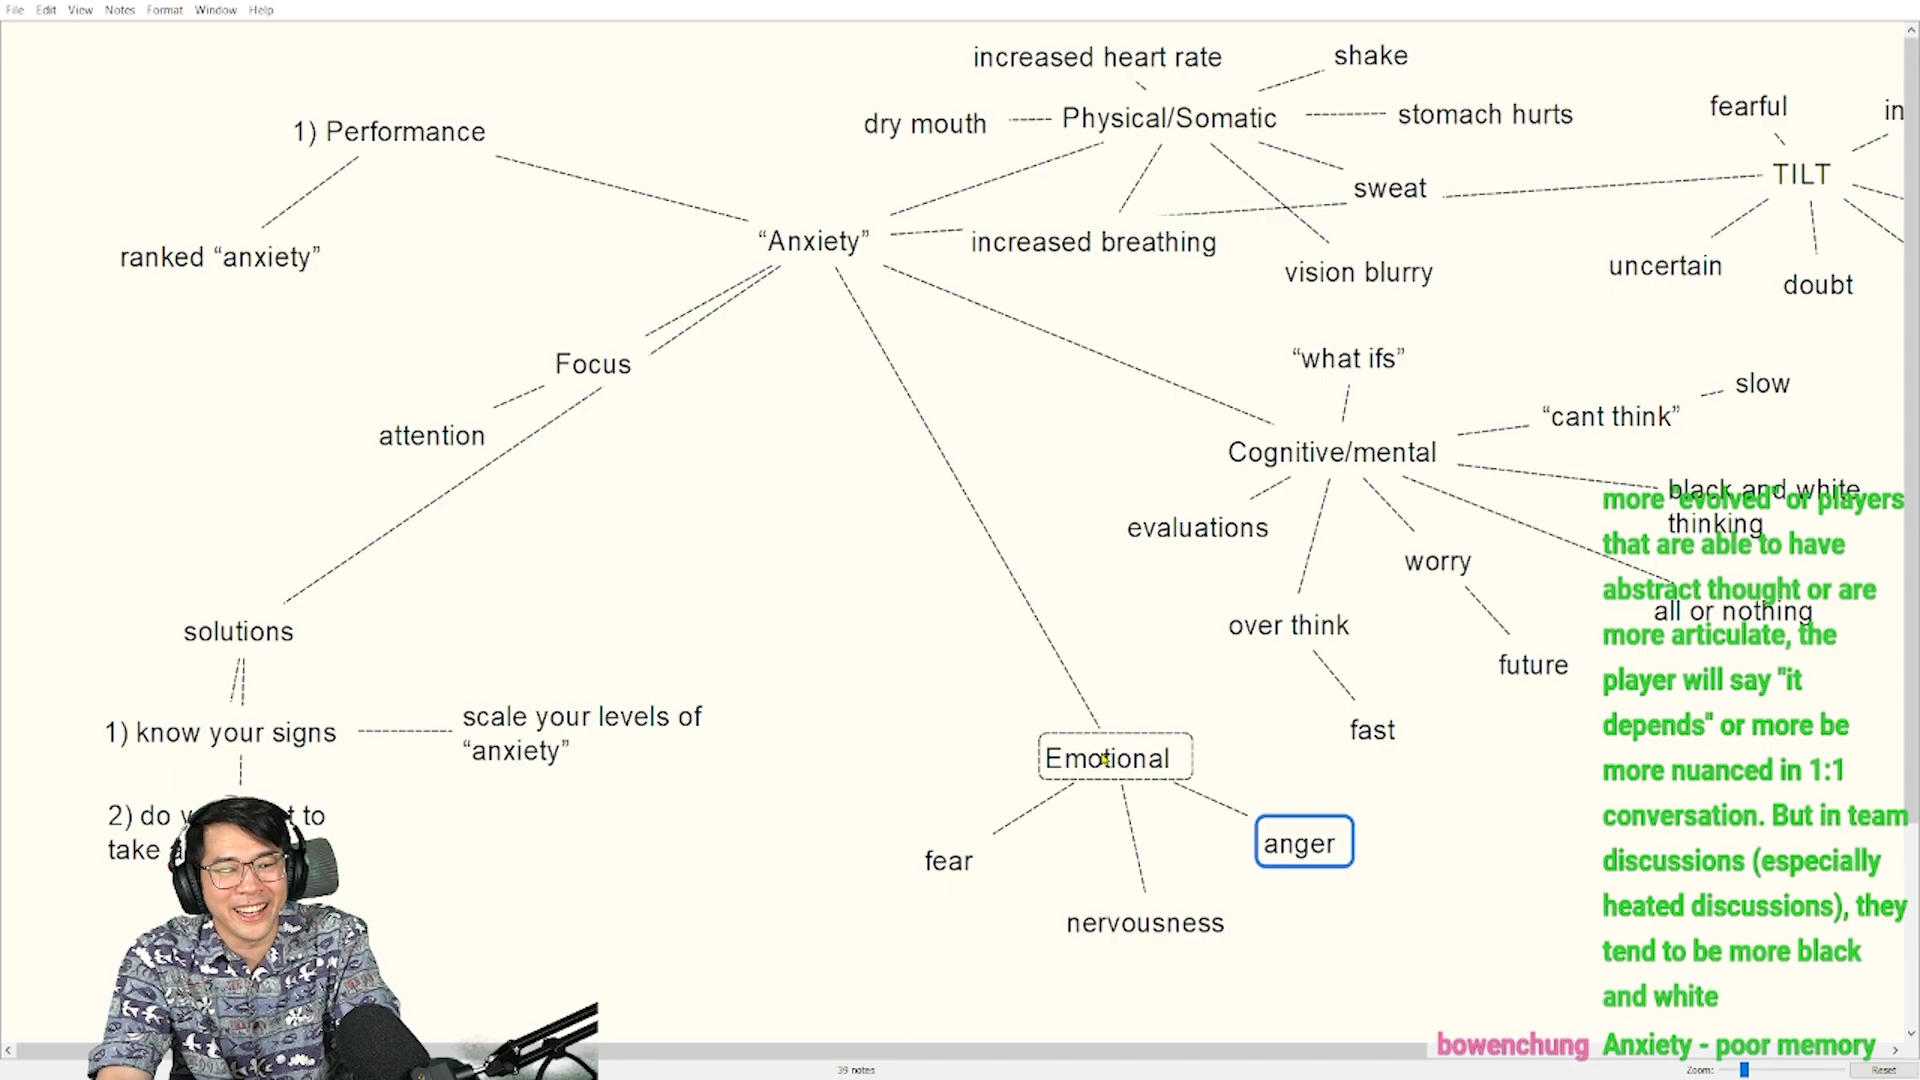 File Edit View Notes Format Window Help
increased heart rate
shake
1) Performance
dry mouth
Physical/Somatic
stomach hurts
fearful
in
TILT
sweat
ranked “anxiety”
“Anxiety”
increased breathing
vision blurry
uncertain
doubt
Focus
“what ifs”
slow
“cant think”
attention
Cognitive/mental
black and white
thinking
evaluations
worry
all or nothing
over think
future
fast
solutions
1) know your signs
scale your levels of
“anxiety”
2) do
to
take
Emotional
fear
anger
nervousness
more "evolved" or players
that are able to have
abstract thought or are
more articulate, the
player will say "it
depends" or more be
more nuanced in 1:1
conversation. But in team
discussions (especially
heated discussions), they
tend to be more black
and white
bowenchung Anxiety - poor memory
39 notes
Zoom:
Reset